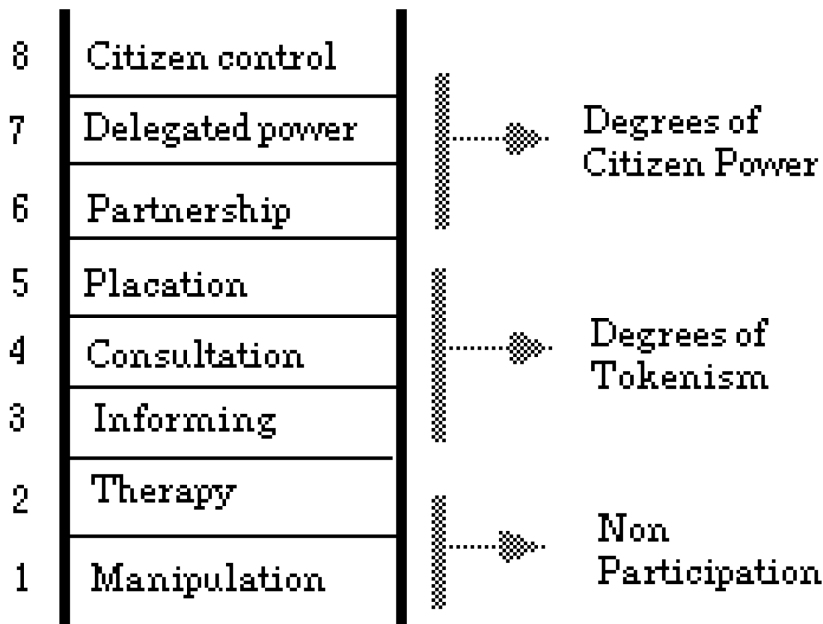 8 Citizen control
7 Delegated power
6 Partnership
5 Placation
4 Consultation
3 Informing
2 Therapy
1 Manipulation
Degrees of
Citizen Power
Degrees of
Tokenism
Non
Participation